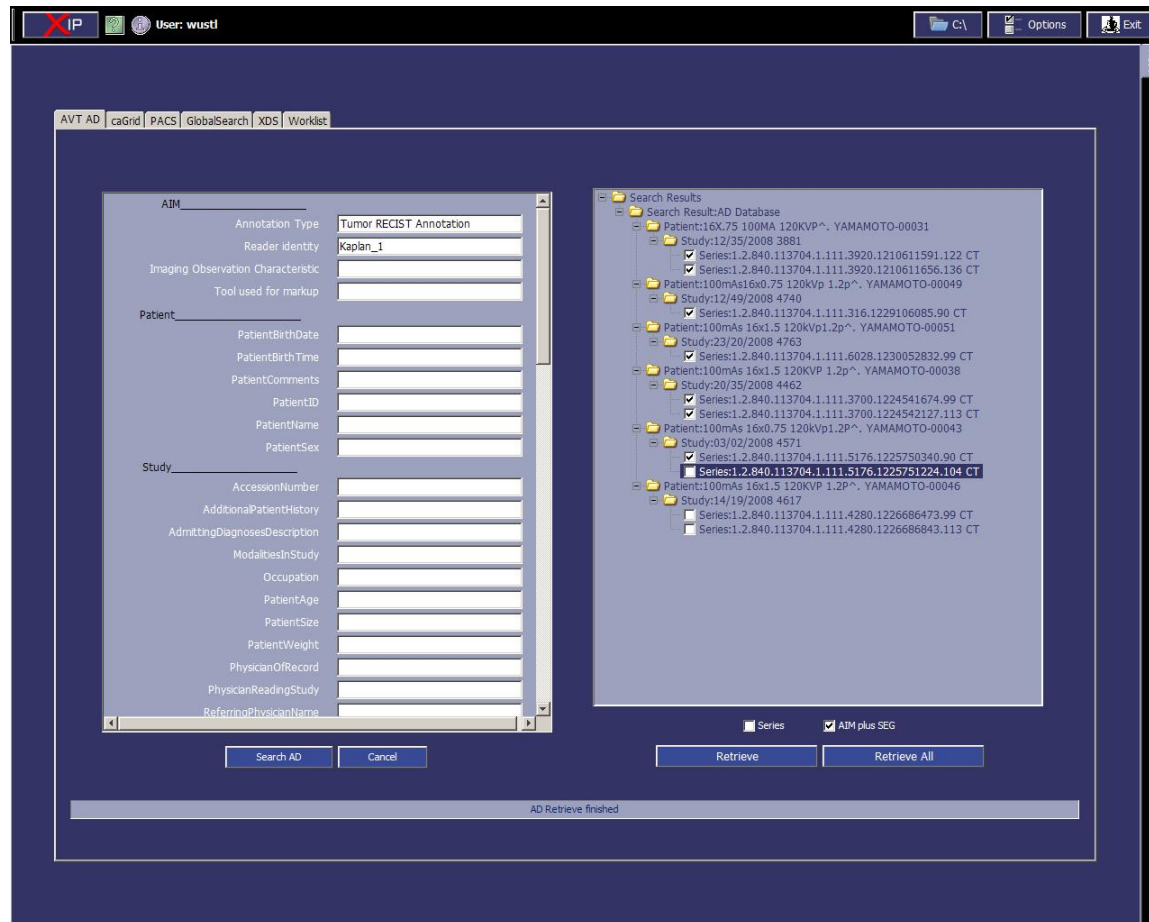 XIP ? i User: wustl C:\ Options Exit
AVT AD caGrid PACS GlobalSearch XDS Worklist
AIM
Annotation Type Tumor RECIST Annotation
Reader identity Kaplan_1
Imaging Observation Characteristic
Tool used for markup
Patient
PatientBirthDate
PatientBirthTime
PatientComments
PatientID
PatientName
PatientSex
Study
AccessionNumber
AdditionalPatientHistory
AdmittingDiagnosesDescription
ModalitiesInStudy
Occupation
PatientAge
PatientSize
PatientWeight
PhysicianOfRecord
PhysicianReadingStudy
ReferringPhysicianName
Search AD Cancel
Search Results
Search Result:AD Database
Patient:16X.75 100MA 120KVP^. YAMAMOTO-00031
Study:12/35/2008 3881
Series:1.2.840.113704.1.111.3920.1210611591.122 CT
Series:1.2.840.113704.1.111.3920.1210611656.136 CT
Patient:100mAs16x0.75 120kVp 1.2p^. YAMAMOTO-00049
Study:12/49/2008 4740
Series:1.2.840.113704.1.111.316.1229106085.90 CT
Patient:100mAs 16x1.5 120kVp1.2p^. YAMAMOTO-00051
Study:23/20/2008 4763
Series:1.2.840.113704.1.111.6028.1230052832.99 CT
Patient:100mAs 16x1.5 120KVP 1.2p^. YAMAMOTO-00038
Study:20/35/2008 4462
Series:1.2.840.113704.1.111.3700.1224541674.99 CT
Series:1.2.840.113704.1.111.3700.1224542127.113 CT
Patient:100mAs 16x0.75 120kVp1.2P^. YAMAMOTO-00043
Study:03/02/2008 4571
Series:1.2.840.113704.1.111.5176.1225750340.90 CT
Series:1.2.840.113704.1.111.5176.1225751224.104 CT
Patient:100mAs 16x1.5 120KVP 1.2P^. YAMAMOTO-00046
Study:14/19/2008 4617
Series:1.2.840.113704.1.111.4280.1226686473.99 CT
Series:1.2.840.113704.1.111.4280.1226686843.113 CT
Series AIM plus SEG
Retrieve Retrieve All
AD Retrieve finished